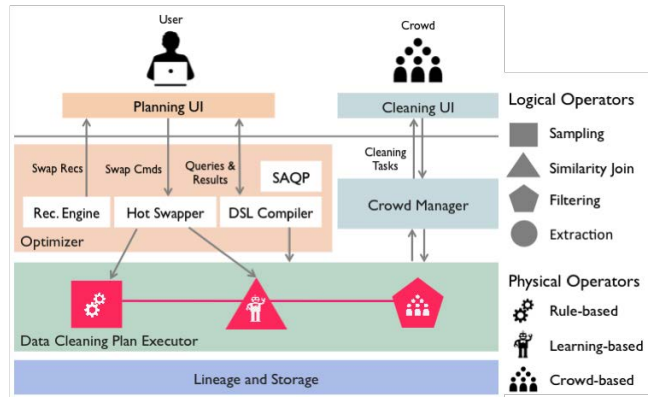 User
Crowd
Planning UI
Cleaning UI
Logical Operators
Sampling
Similarity Join
Filtering
Extraction
Swap Recs
Swap Cmds
Queries &
Results
Cleaning
Tasks
SAQP
Rec. Engine
Hot Swapper
DSL Compiler
Optimizer
Crowd Manager
Physical Operators
Rule-based
Learning-based
Crowd-based
Data Cleaning Plan Executor
Lineage and Storage